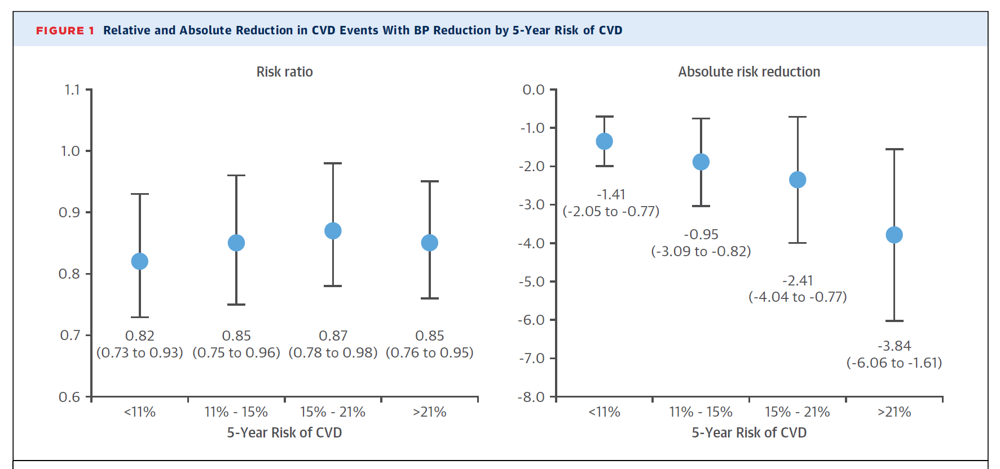 FIGURE 1 Relative and Absolute Reduction in CVD Events With BP Reduction by 5-Year Risk of CVD
Risk ratio
1.1
1.0
0.9
0.8
0.7
0.6
0.82
(0.73 to 0.93)
0.85
(0.75 to 0.96)
0.87
(0.78 to 0.98)
0.85
(0.76 to 0.95)
<11%
11% - 15%
15% - 21%
>21%
5-Year Risk of CVD
Absolute risk reduction
0.0
-1.0
-2.0
-3.0
-4.0
-5.0
-6.0
-7.0
-8.0
-1.41
(-2.05 to -0.77)
-0.95
(-3.09 to -0.82)
-2.41
(-4.04 to -0.77)
-3.84
(-6.06 to -1.61)
<11%
11% - 15%
15% - 21%
>21%
5-Year Risk of CVD